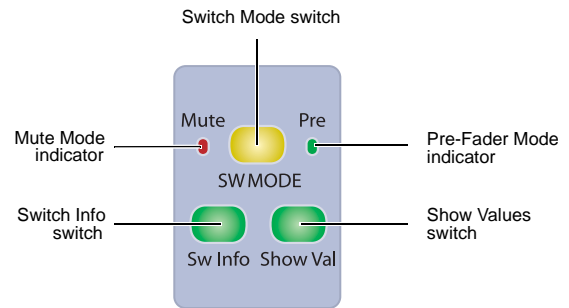 Switch Mode switch
Mute
Pre
Mute Mode
indicator
Pre-Fader Mode
indicator
SW MODE
Switch Info
switch
Show Values
switch
Sw Info
Show Val